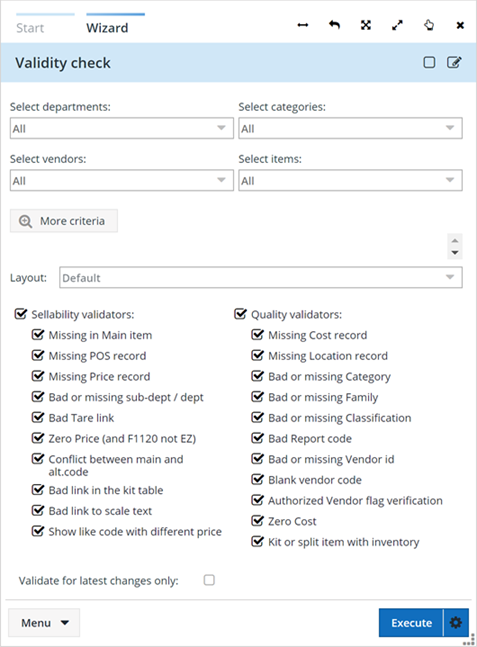 Start Wizard
Validity check
Select departments: Select categories:
All All
Select vendors: Select items:
All All
More criteria
Layout: Default
Sellability validators:
Missing in Main item
Missing POS record
Missing Price record
Bad or missing sub-dept / dept
Bad Tare link
Zero Price (and F1120 not EZ)
Conflict between main and
alt.code
Bad link in the kit table
Bad link to scale text
Show like code with different price
Quality validators:
Missing Cost record
Missing Location record
Bad or missing Category
Bad or missing Family
Bad or missing Classification
Bad Report code
Bad or missing Vendor id
Blank vendor code
Authorized Vendor flag verification
Zero Cost
Kit or split item with inventory
Validate for latest changes only:
Menu Execute